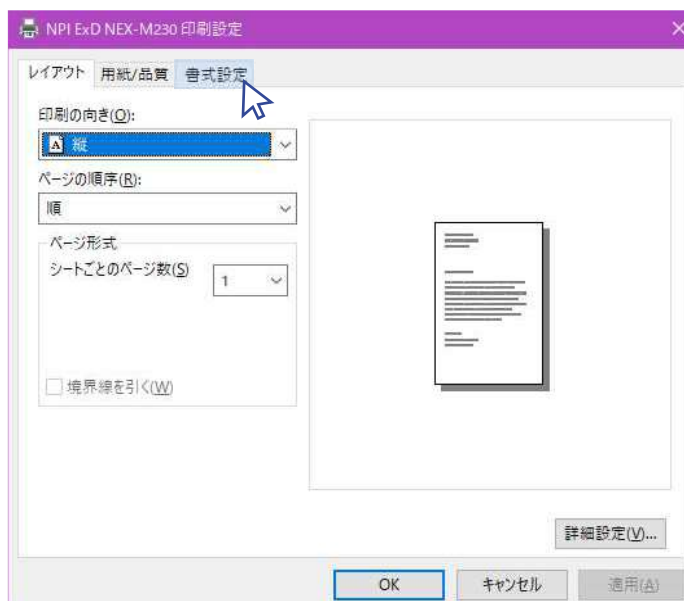 NPI ExD NEX-M230 印刷設定
レイアウト 用紙/品質 書式設定
印刷の向き(O):
縦
ページの順序(R):
順
ページ形式
シートごとのページ数(S)
1
境界線を引く(W)
詳細設定(V)...
OK キャンセル 適用(A)